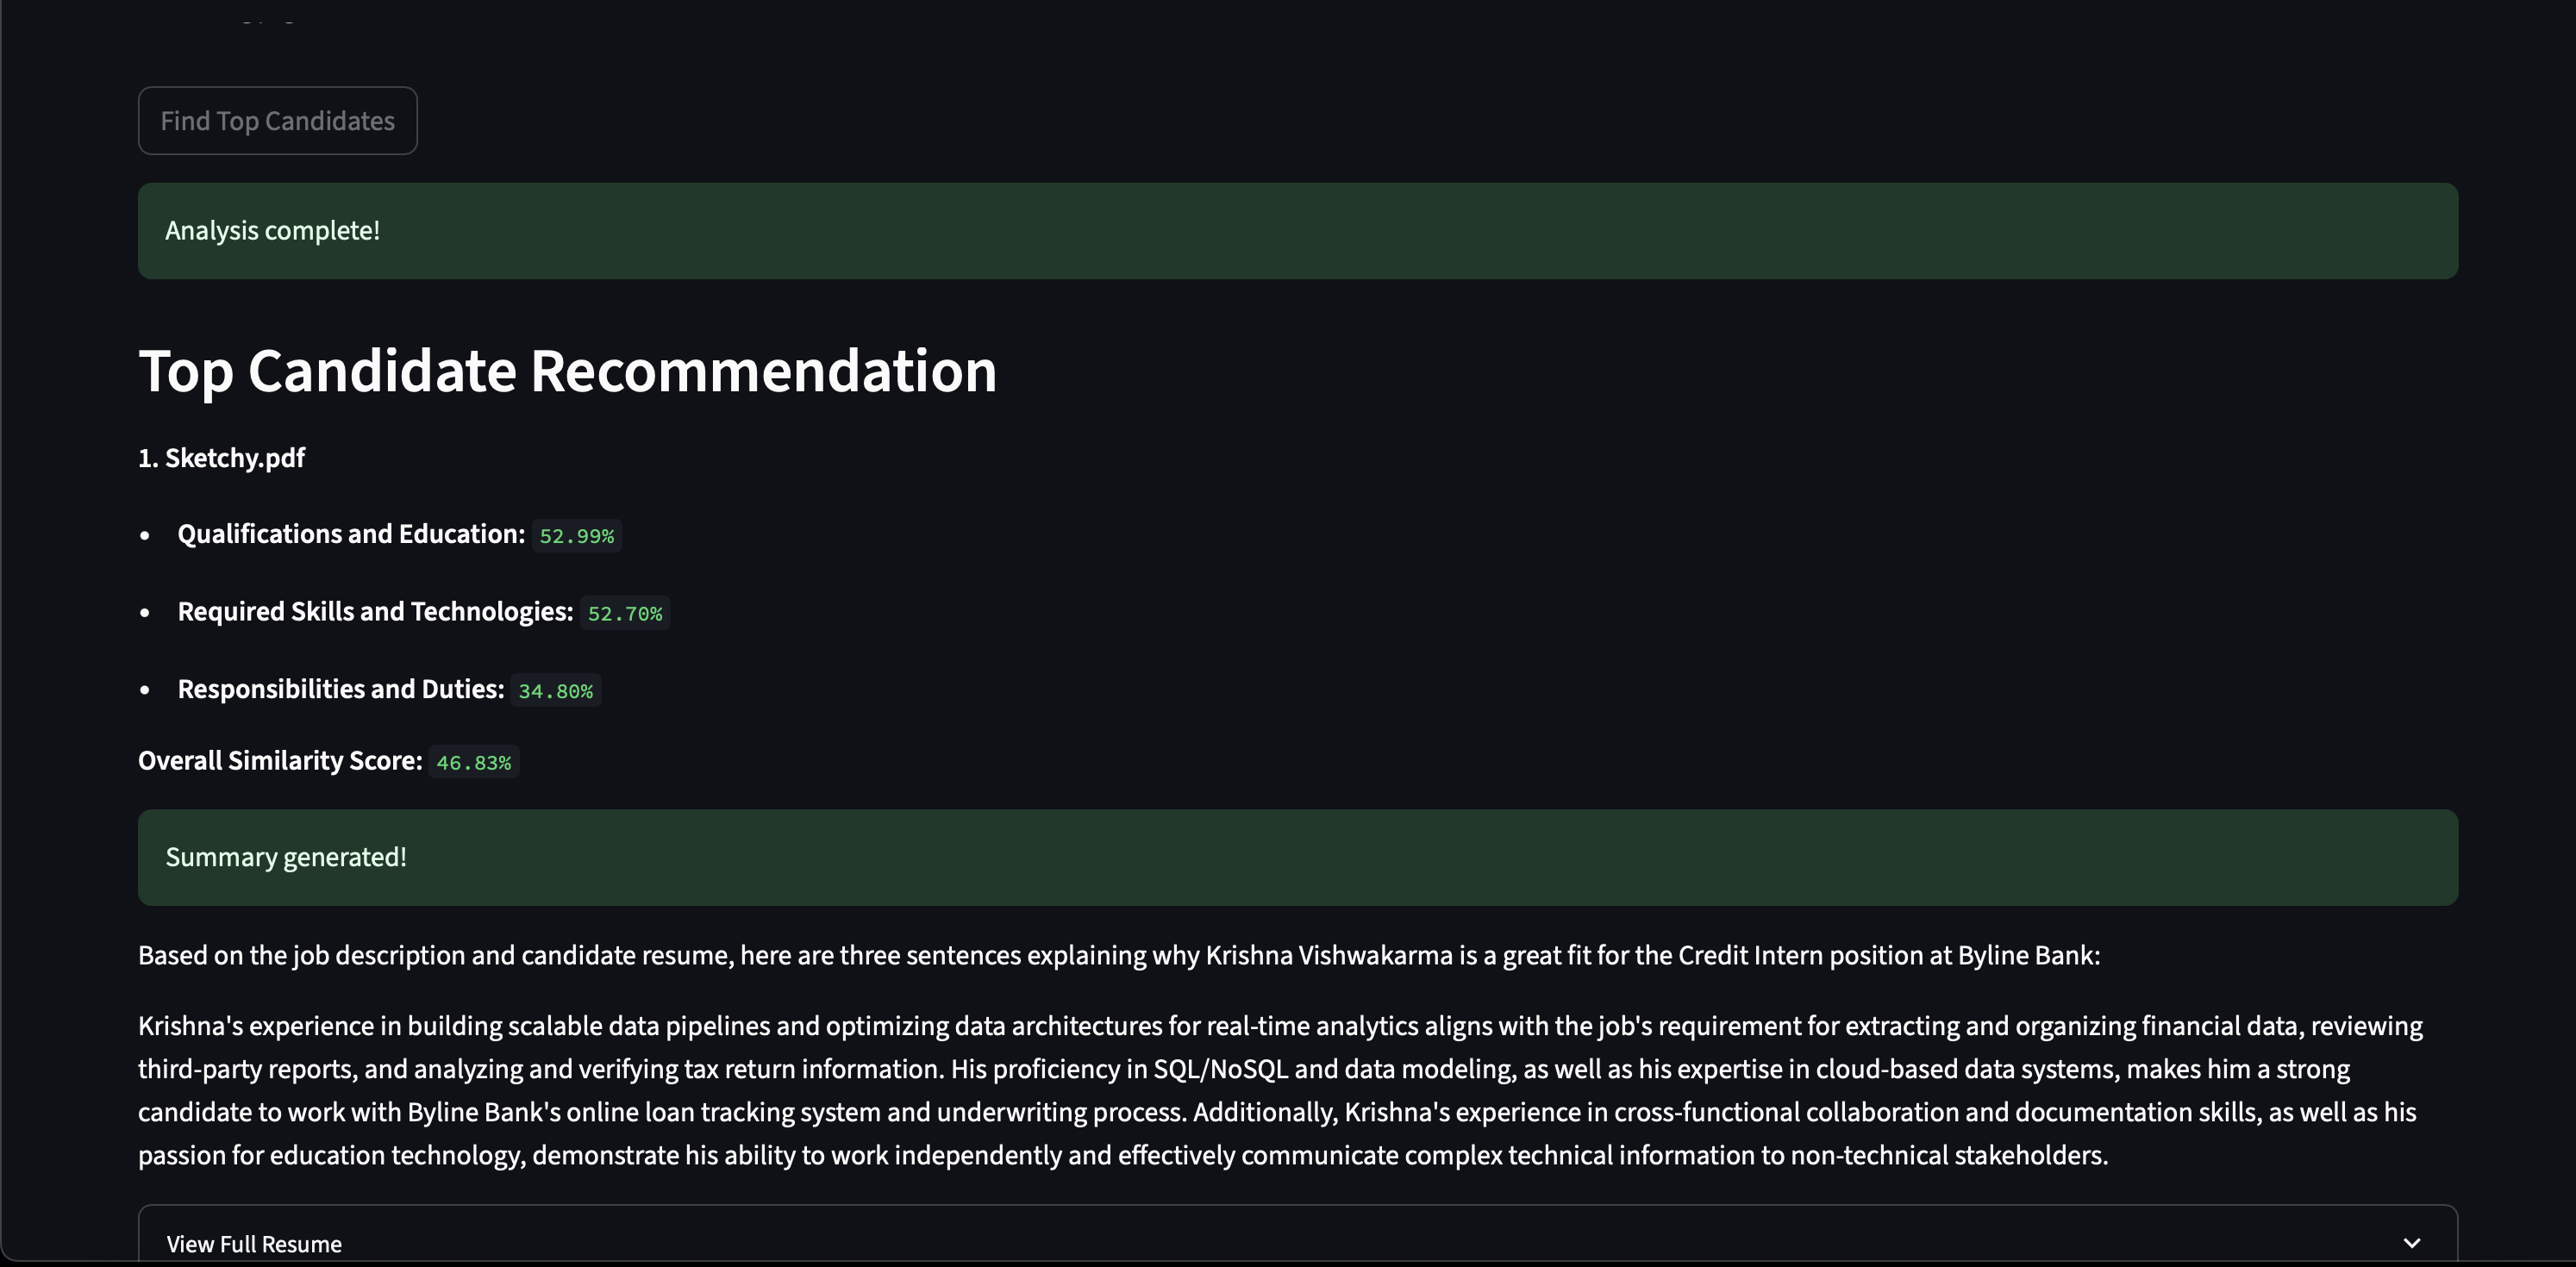 Find Top Candidates
Analysis complete!
Top Candidate Recommendation
1. Sketchy.pdf
• Qualifications and Education: 52.99%
• Required Skills and Technologies: 52.70%
• Responsibilities and Duties: 34.80%
Overall Similarity Score: 46.83%
Summary generated!
Based on the job description and candidate resume, here are three sentences explaining why Krishna Vishwakarma is a great fit for the Credit Intern position at Byline Bank:
Krishna's experience in building scalable data pipelines and optimizing data architectures for real-time analytics aligns with the job's requirement for extracting and organizing financial data, reviewing
third-party reports, and analyzing and verifying tax return information. His proficiency in SQL/NoSQL and data modeling, as well as his expertise in cloud-based data systems, makes him a strong
candidate to work with Byline Bank's online loan tracking system and underwriting process. Additionally, Krishna's experience in cross-functional collaboration and documentation skills, as well as his
passion for education technology, demonstrate his ability to work independently and effectively communicate complex technical information to non-technical stakeholders.
View Full Resume